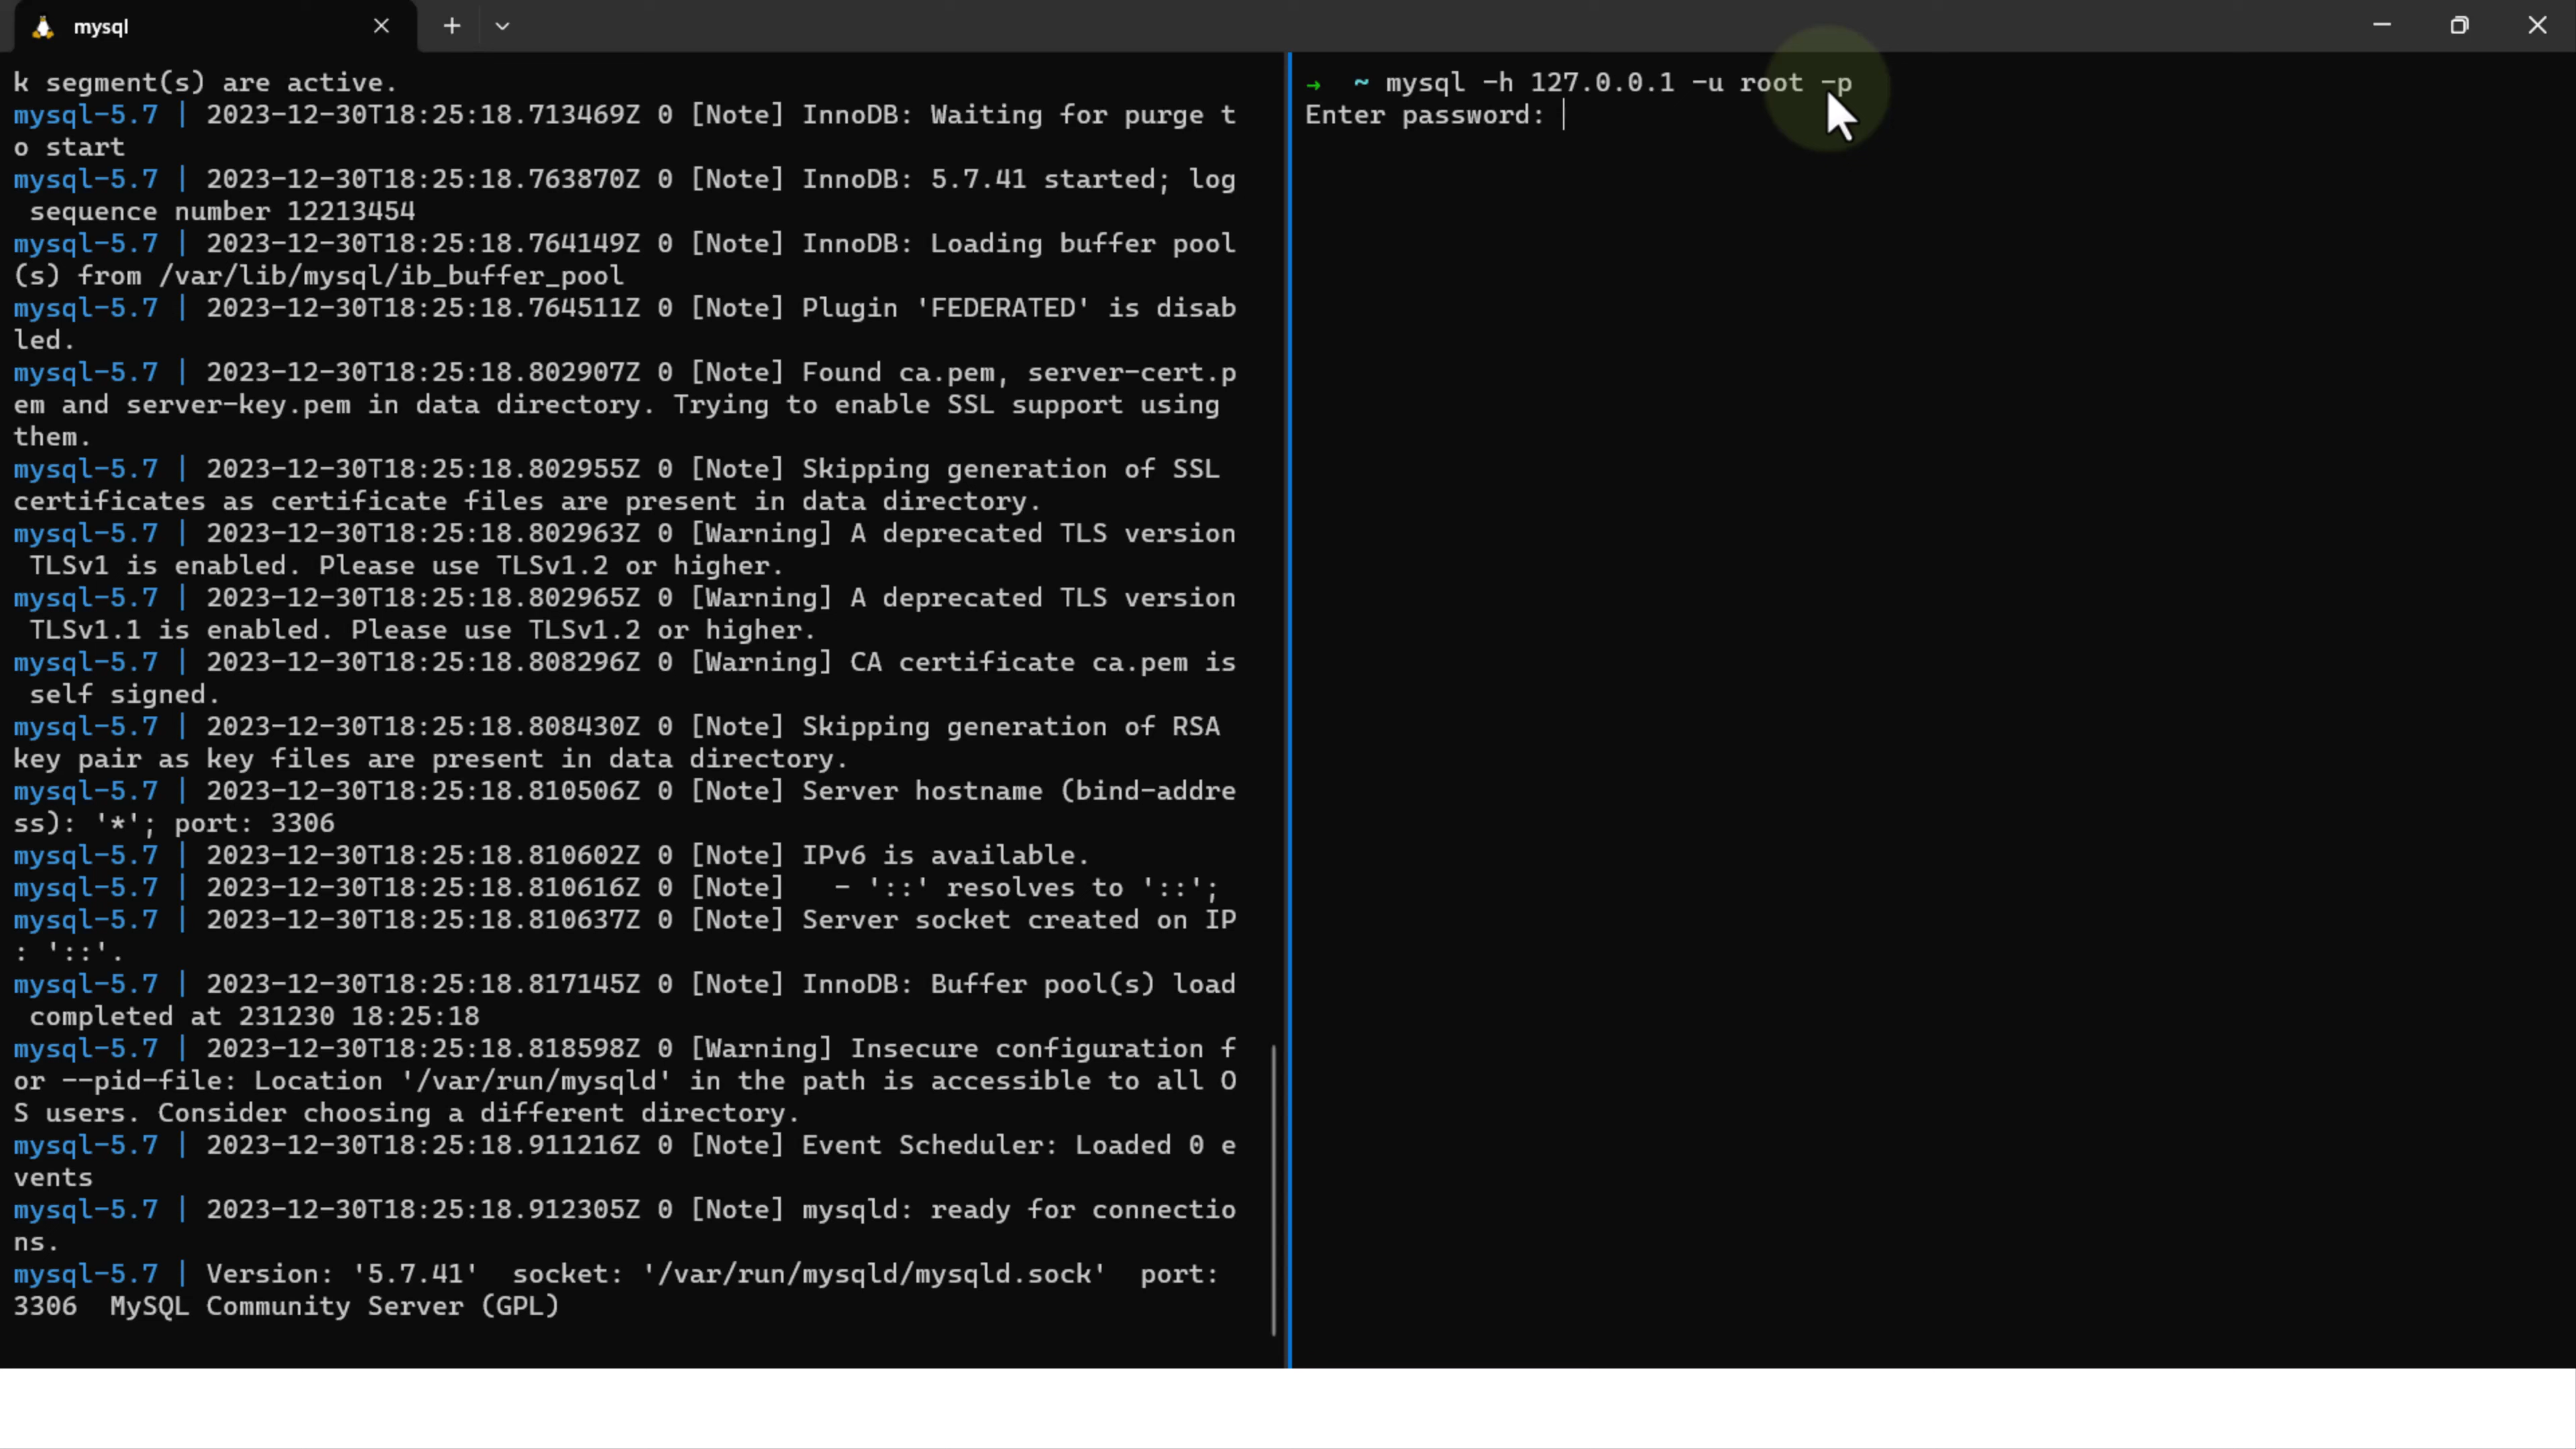 mysql
k segment(s) are active.
mysql-5.7 | 2023-12-30T18:25:18.713469Z 0 [Note] InnoDB: Waiting for purge t
o start
mysql-5.7 | 2023-12-30T18:25:18.763870Z 0 [Note] InnoDB: 5.7.41 started; log
 sequence number 12213454
mysql-5.7 | 2023-12-30T18:25:18.764149Z 0 [Note] InnoDB: Loading buffer pool
(s) from /var/lib/mysql/ib_buffer_pool
mysql-5.7 | 2023-12-30T18:25:18.764511Z 0 [Note] Plugin 'FEDERATED' is disab
led.
mysql-5.7 | 2023-12-30T18:25:18.802907Z 0 [Note] Found ca.pem, server-cert.p
em and server-key.pem in data directory. Trying to enable SSL support using
them.
mysql-5.7 | 2023-12-30T18:25:18.802955Z 0 [Note] Skipping generation of SSL
certificates as certificate files are present in data directory.
mysql-5.7 | 2023-12-30T18:25:18.802963Z 0 [Warning] A deprecated TLS version
 TLSv1 is enabled. Please use TLSv1.2 or higher.
mysql-5.7 | 2023-12-30T18:25:18.802965Z 0 [Warning] A deprecated TLS version
 TLSv1.1 is enabled. Please use TLSv1.2 or higher.
mysql-5.7 | 2023-12-30T18:25:18.808296Z 0 [Warning] CA certificate ca.pem is
 self signed.
mysql-5.7 | 2023-12-30T18:25:18.808430Z 0 [Note] Skipping generation of RSA
key pair as key files are present in data directory.
mysql-5.7 | 2023-12-30T18:25:18.810506Z 0 [Note] Server hostname (bind-addre
ss): '*'; port: 3306
mysql-5.7 | 2023-12-30T18:25:18.810602Z 0 [Note] IPv6 is available.
mysql-5.7 | 2023-12-30T18:25:18.810616Z 0 [Note]   - '::' resolves to '::';
mysql-5.7 | 2023-12-30T18:25:18.810637Z 0 [Note] Server socket created on IP
: '::'.
mysql-5.7 | 2023-12-30T18:25:18.817145Z 0 [Note] InnoDB: Buffer pool(s) load
 completed at 231230 18:25:18
mysql-5.7 | 2023-12-30T18:25:18.818598Z 0 [Warning] Insecure configuration f
or --pid-file: Location '/var/run/mysqld' in the path is accessible to all O
S users. Consider choosing a different directory.
mysql-5.7 | 2023-12-30T18:25:18.911216Z 0 [Note] Event Scheduler: Loaded 0 e
vents
mysql-5.7 | 2023-12-30T18:25:18.912305Z 0 [Note] mysqld: ready for connectio
ns.
mysql-5.7 | Version: '5.7.41'  socket: '/var/run/mysqld/mysqld.sock'  port:
3306  MySQL Community Server (GPL)
→  ~ mysql -h 127.0.0.1 -u root -p
Enter password: